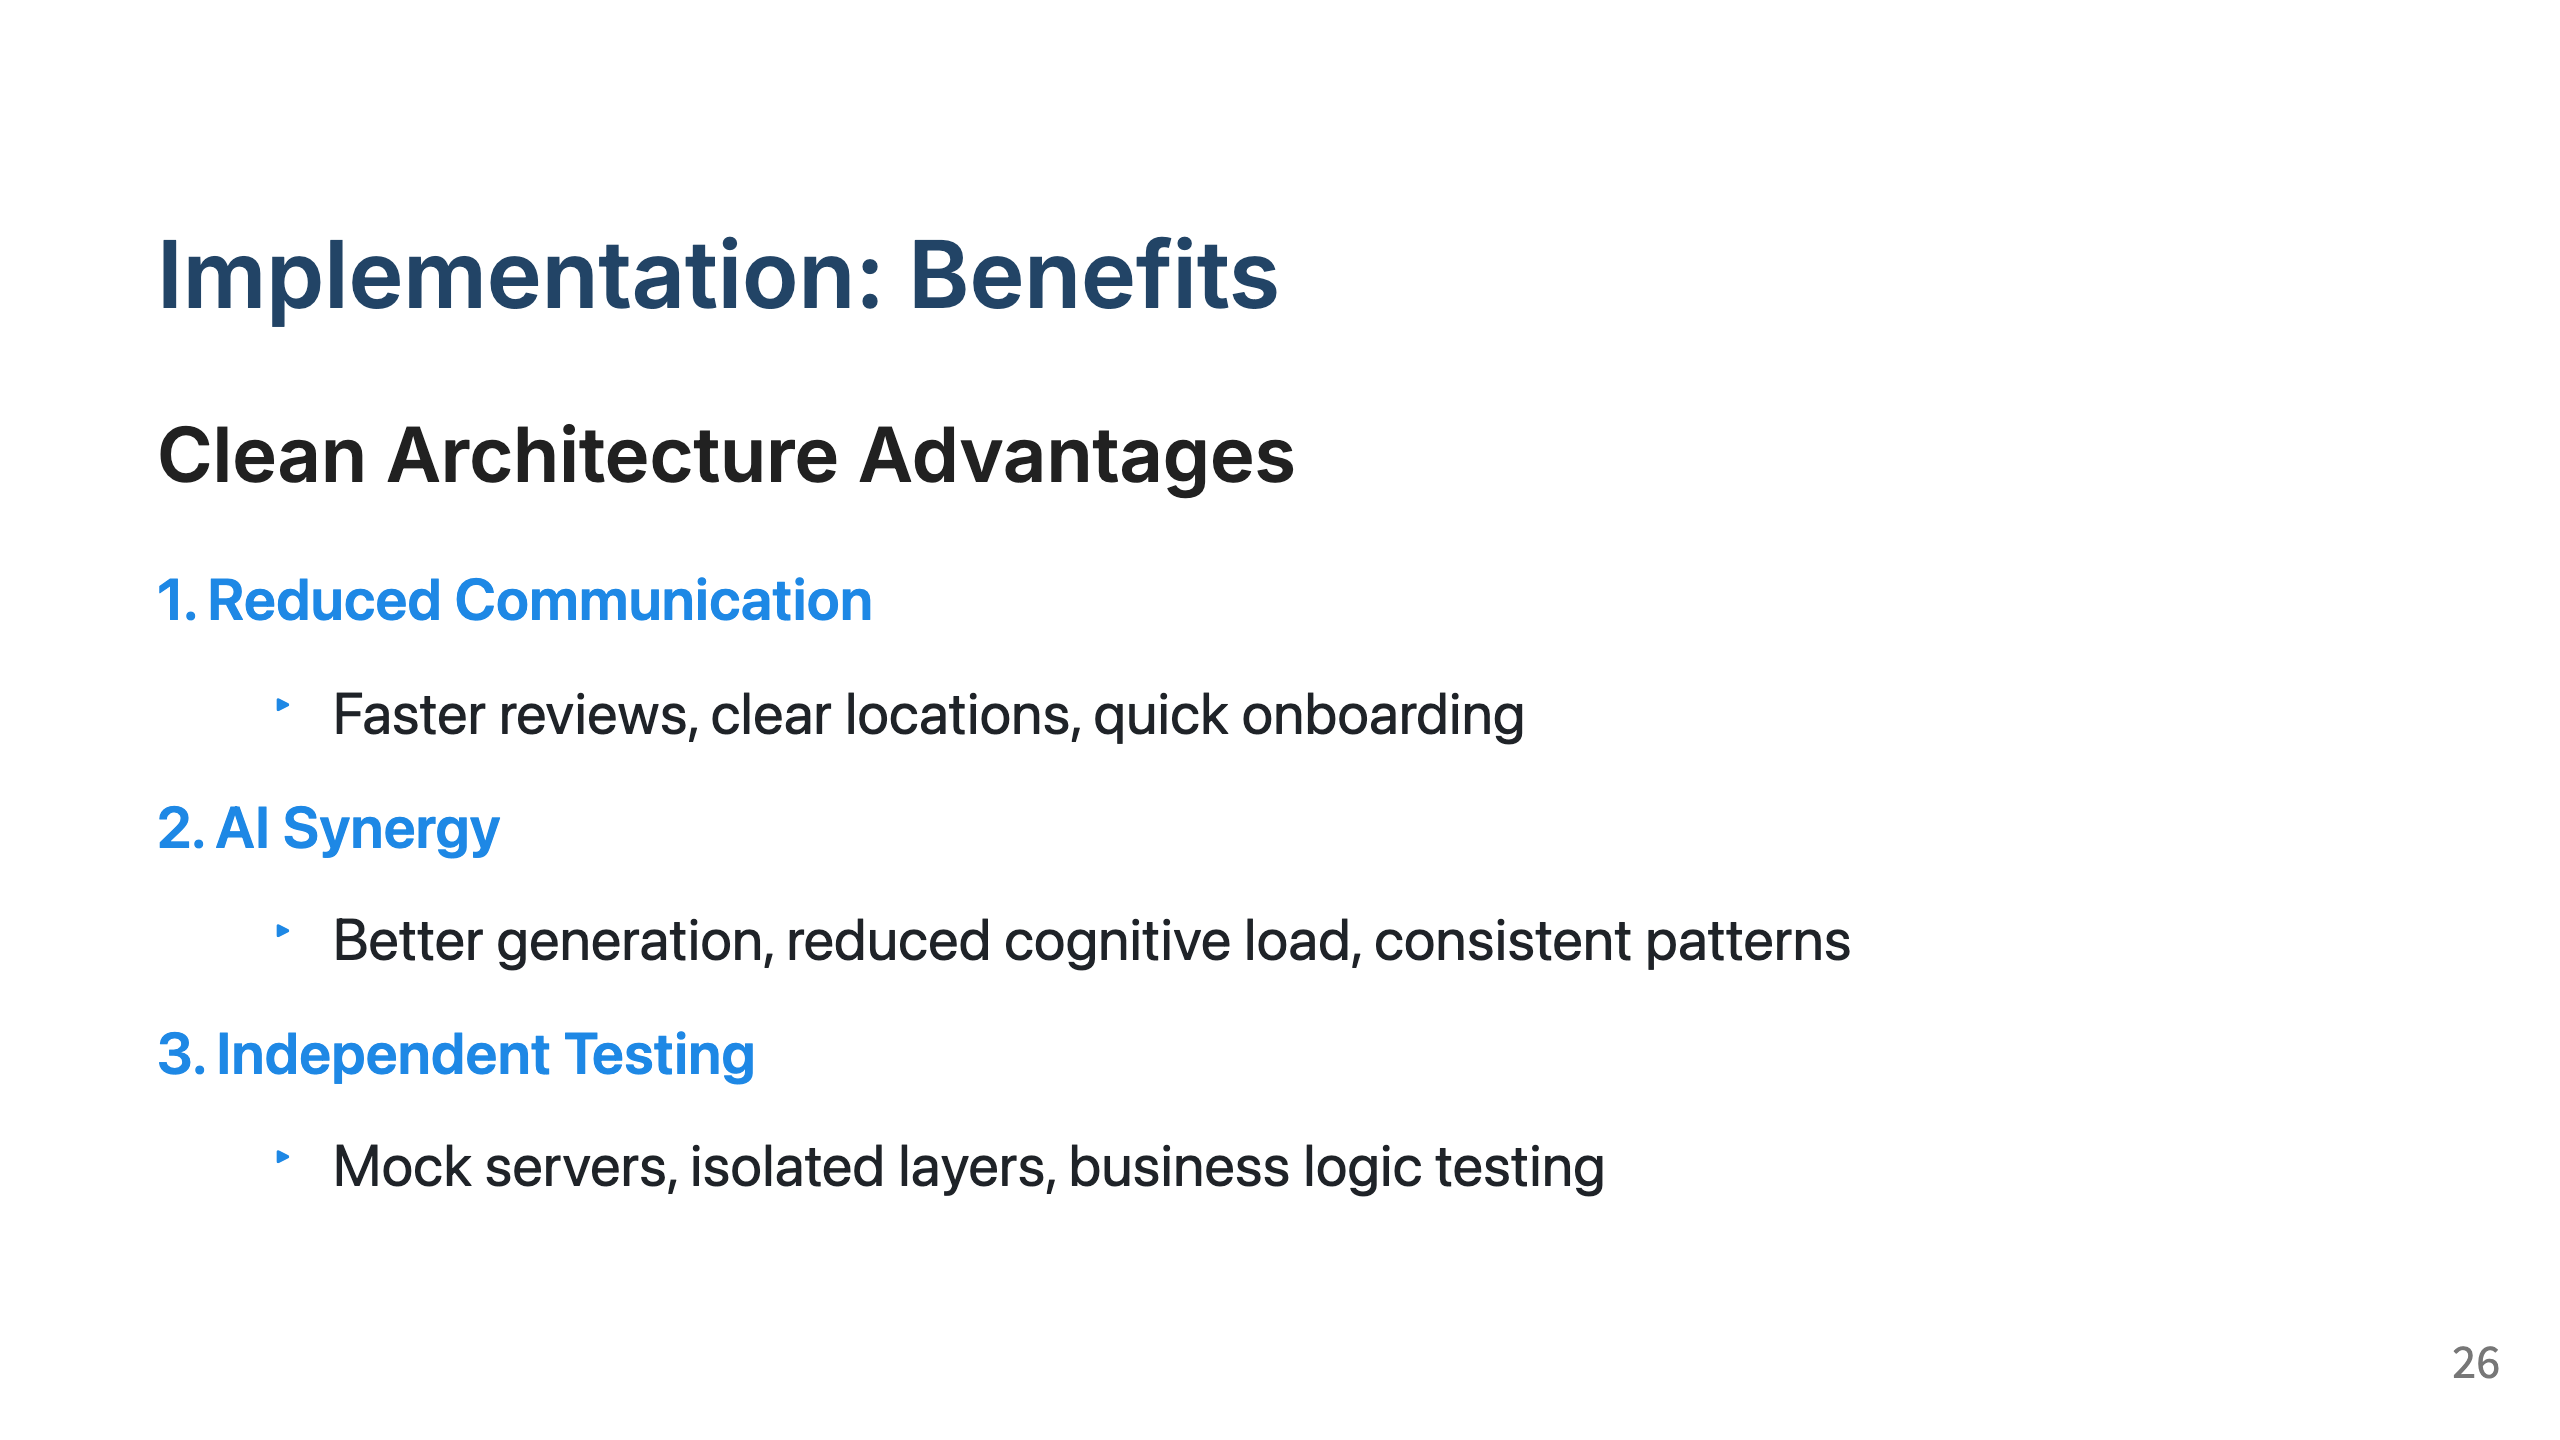 Implementation: Benefits
Clean Architecture Advantages
1. Reduced Communication
‣ Faster reviews, clear locations, quick onboarding
2. AI Synergy
‣ Better generation, reduced cognitive load, consistent patterns
3. Independent Testing
‣ Mock servers, isolated layers, business logic testing
26